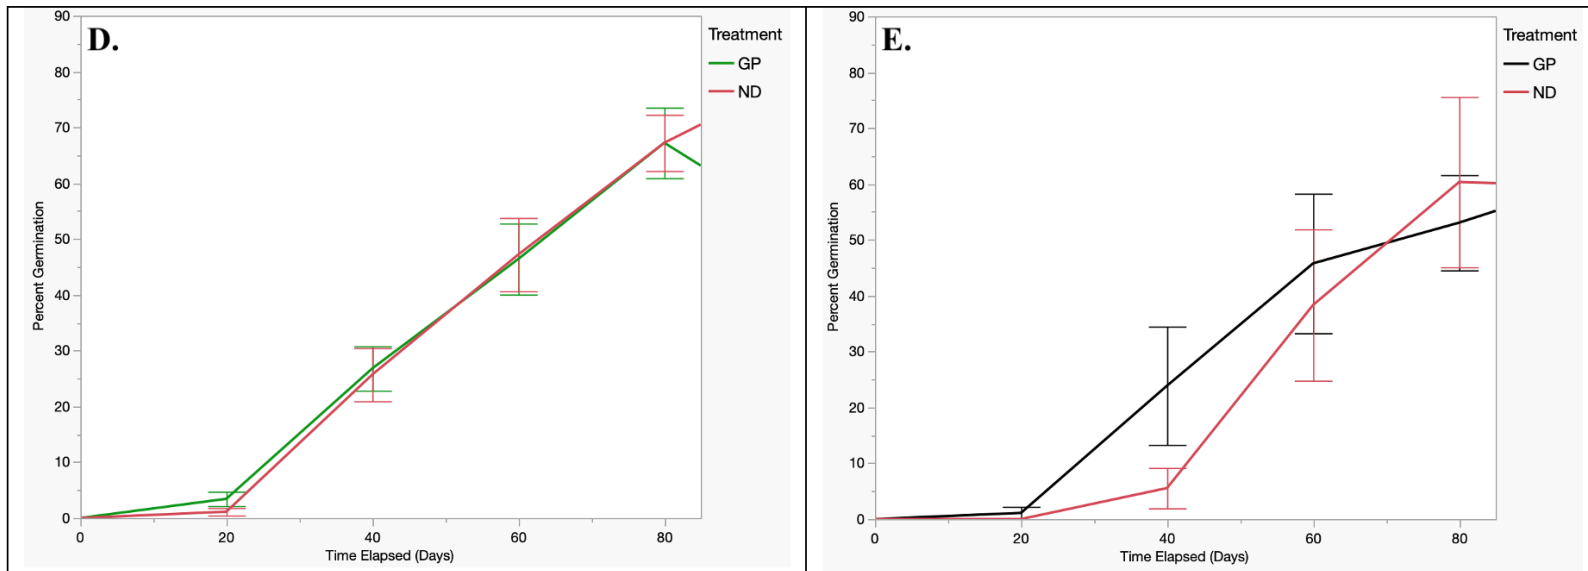 D.
Treatment
GP
ND
90
80
70
60
50
40
30
20
10
0
Percent Germination
0 20 40 60 80
Time Elapsed (Days)
E.
Treatment
GP
ND
90
80
70
60
50
40
30
20
10
0
Percent Germination
0 20 40 60 80
Time Elapsed (Days)